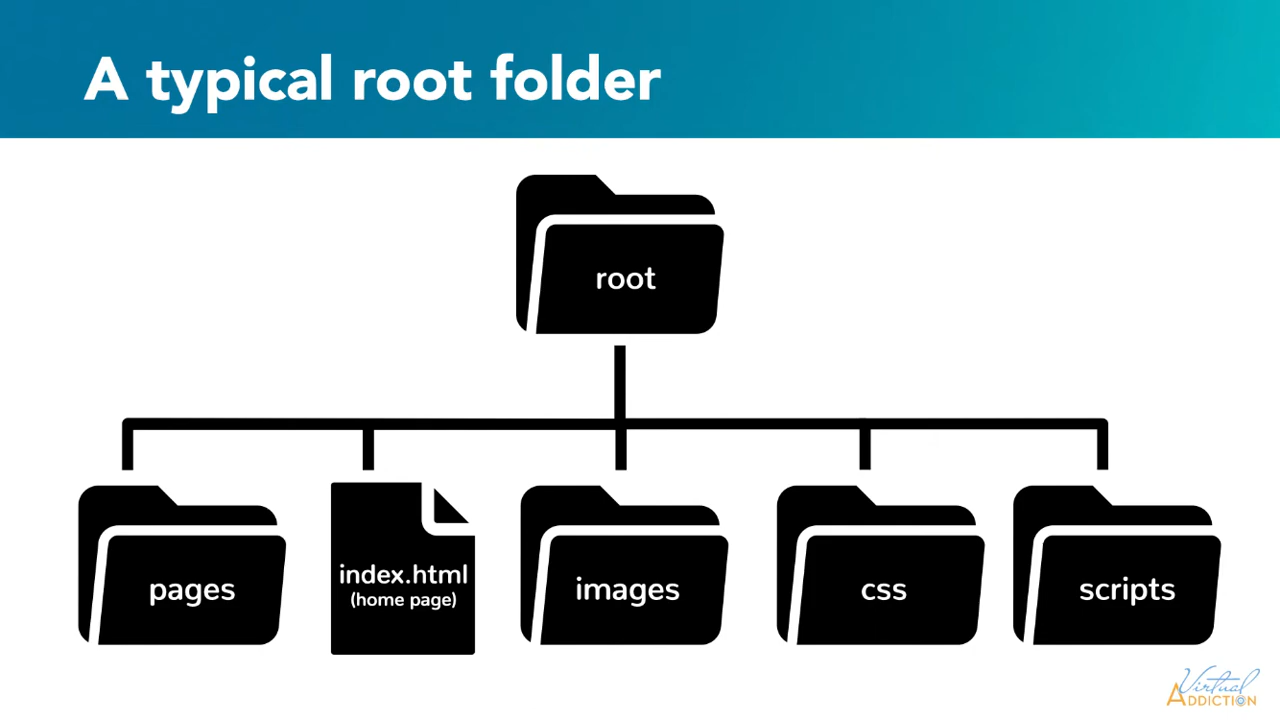 A typical root folder
root
pages
index.html
(home page)
images
css
scripts
Virtual
ADDICTION